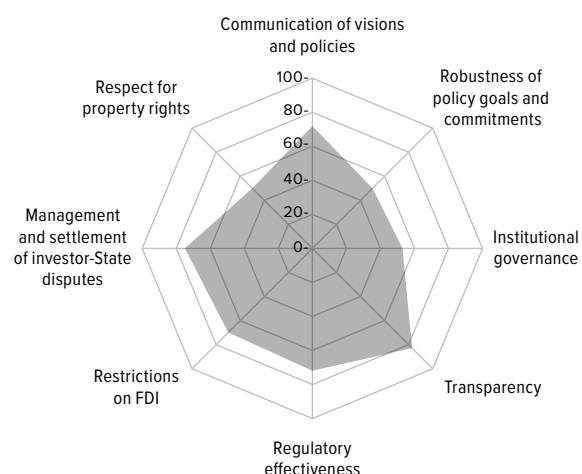 Communication of visions
and policies
Robustness of
policy goals and
commitments
Respect for
property rights
100-
80-
60-
40-
20-
0-
Management
and settlement
of investor-State
disputes
Institutional
governance
Restrictions
on FDI
Transparency
Regulatory
effectiveness